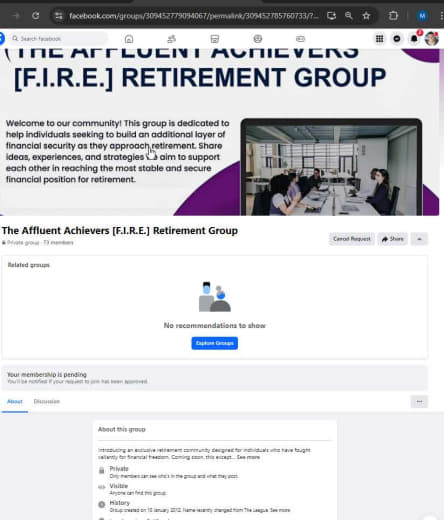 facebook.com/groups/309452779094067/permalink/309452785760733/?...
M
Search Facebook
(THE AFFLUENT ACHIEVERS
[F.I.R.E.] RETIREMENT GROUP
Welcome to our community! This group is dedicated to
help individuals seeking to build an additional layer of
financial security as they approach retirement. Share
ideas, experiences, and strategies aim to support
each other in reaching the most stable and secure
financial position for retirement.
The Affluent Achievers [F.I.R.E.] Retirement Group
Private group · 73 members
Cancel Request
Share
Related groups
No recommendations to show
Explore Groups
Your membership is pending
You'll be notified if your request to join has been approved.
About
Discussion
About this group
Introducing an exclusive retirement community designed for individuals who have fought
valiantly for financial freedom. Coming soon, this except... See more
Private
Only members can see who's in the group and what they post.
Visible
Anyone can find this group.
History
Group created on 10 January 2012. Name recently changed from The League. See more